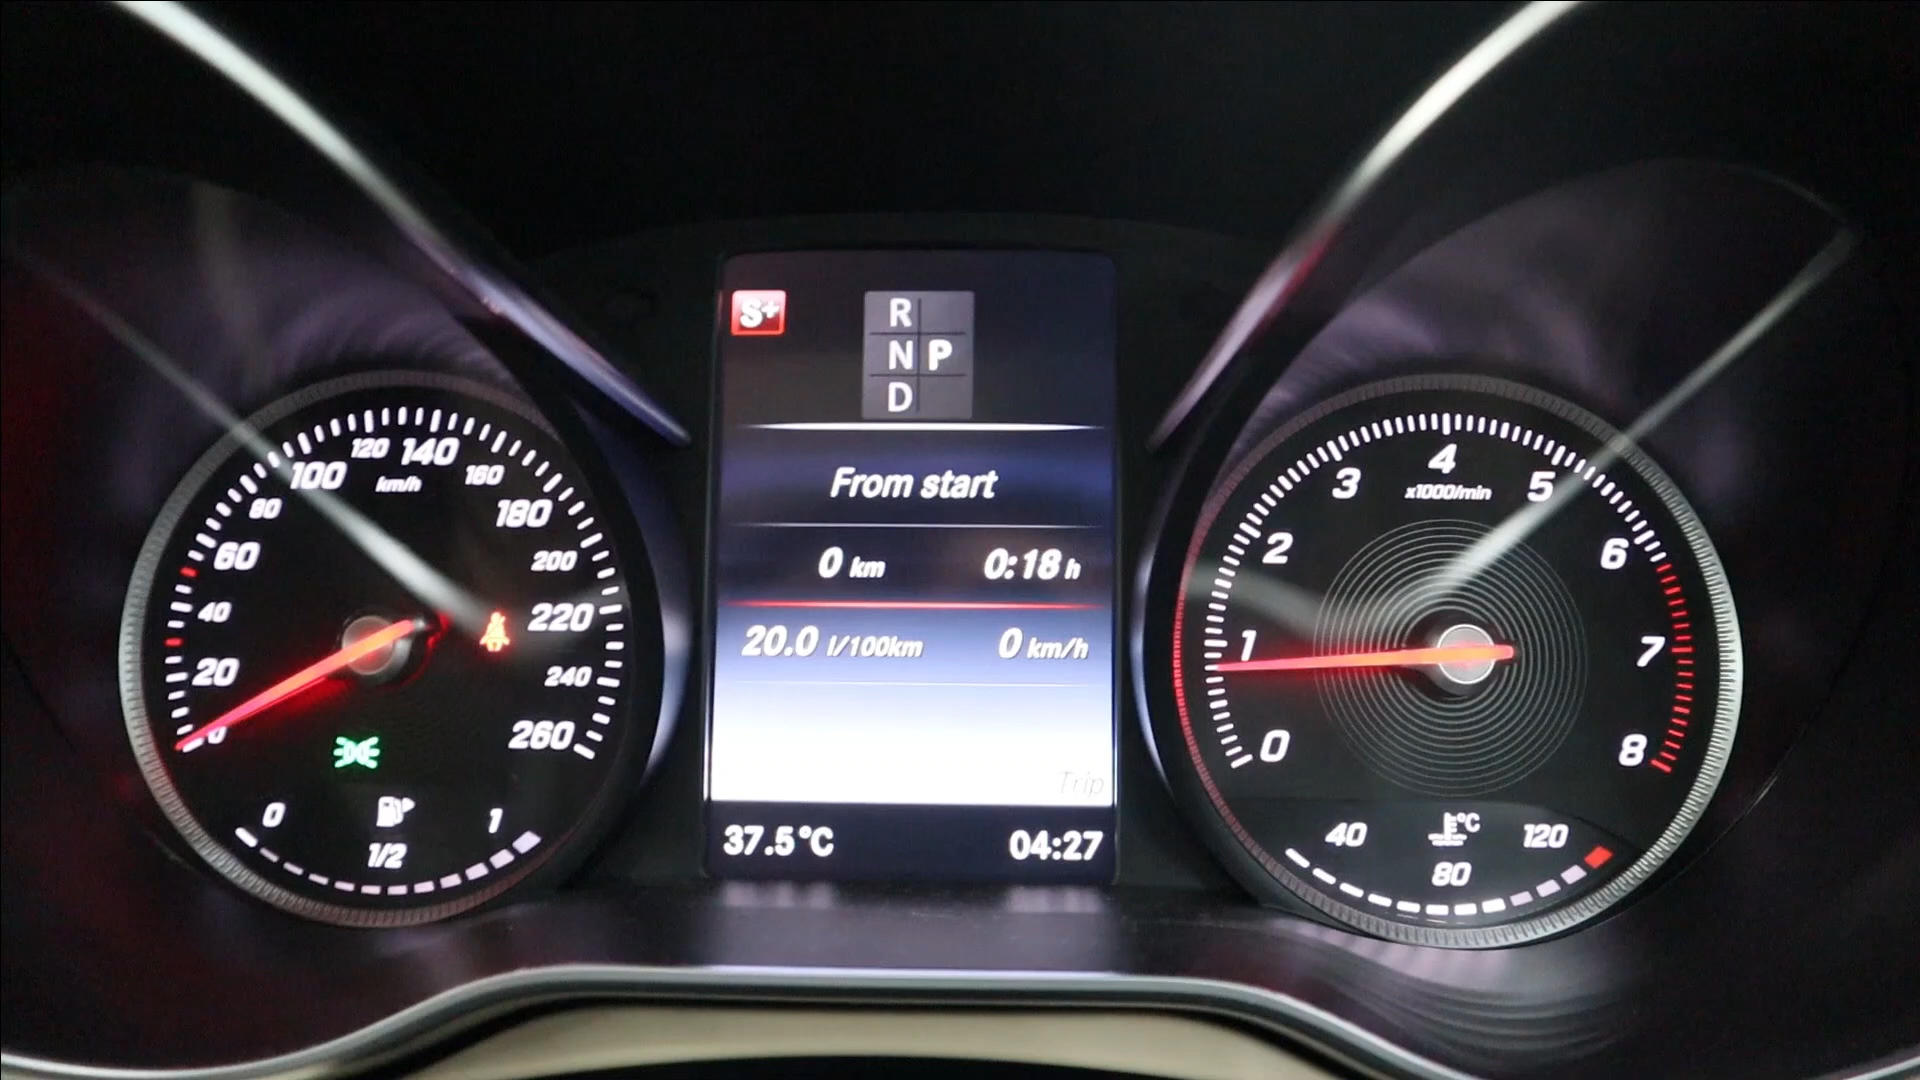 S+
R
N P
D
From start
0 km 0:18 h
20.0 l/100km 0 km/h
Trip
37.5°C 04:27
0
20
40
60
80
100
120
140
160
180
200
220
240
260
km/h
0
1/2
1
0
1
2
3
4
5
6
7
8
x1000/min
40
80
120
°C